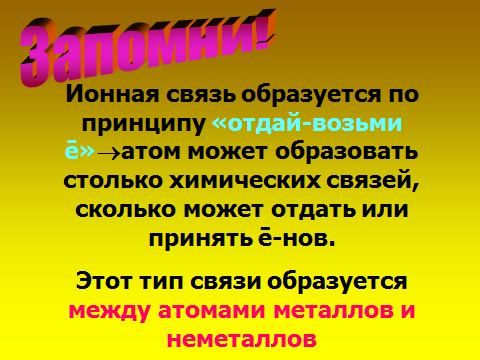 Запомни!
Ионная связь образуется по
принципу «отдай-возьми
ē»→атом может образовать
столько химических связей,
сколько может отдать или
принять ē-нов.
Этот тип связи образуется
между атомами металлов и
неметаллов